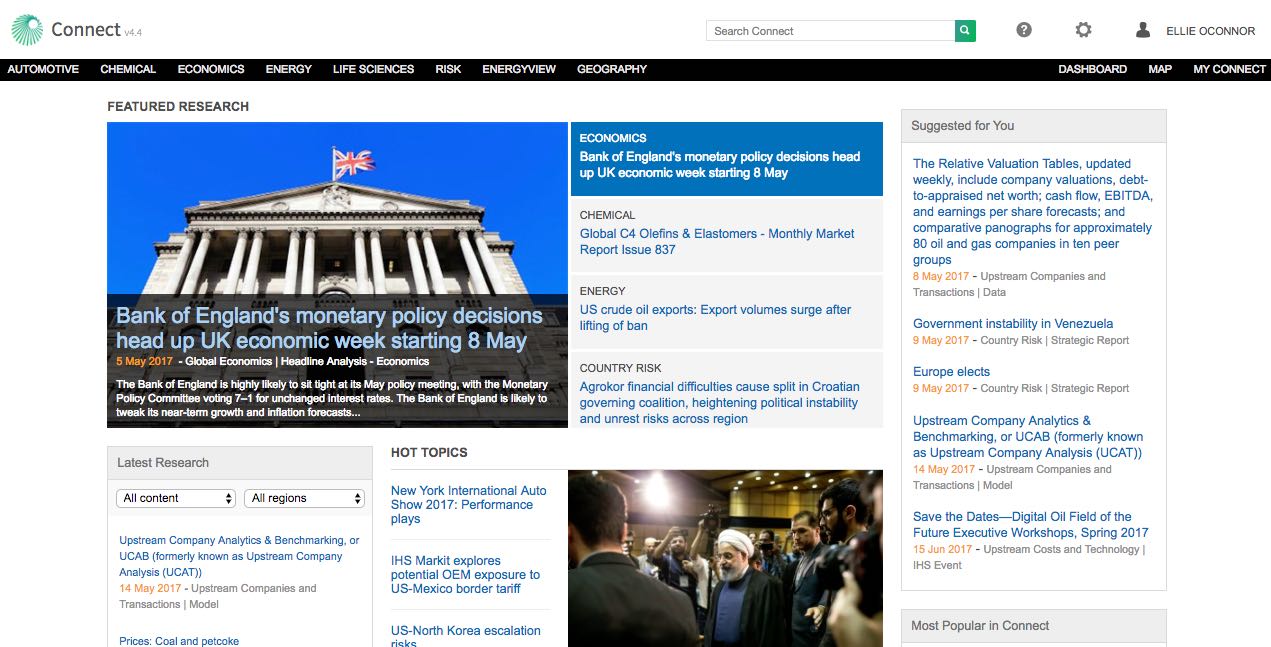 Connect v4.4
Search Connect
ELLIE OCONNOR
AUTOMOTIVE CHEMICAL ECONOMICS ENERGY LIFE SCIENCES RISK ENERGYVIEW GEOGRAPHY DASHBOARD MAP MY CONNECT
FEATURED RESEARCH
Bank of England's monetary policy decisions
head up UK economic week starting 8 May
5 May 2017 - Global Economics | Headline Analysis - Economics
The Bank of England is highly likely to sit tight at its May policy meeting, with the Monetary
Policy Committee voting 7–1 for unchanged interest rates. The Bank of England is likely to
tweak its near-term growth and inflation forecasts...
ECONOMICS
Bank of England's monetary policy decisions head
up UK economic week starting 8 May
CHEMICAL
Global C4 Olefins & Elastomers - Monthly Market
Report Issue 837
ENERGY
US crude oil exports: Export volumes surge after
lifting of ban
COUNTRY RISK
Agrokor financial difficulties cause split in Croatian
governing coalition, heightening political instability
and unrest risks across region
Latest Research
All content All regions
Upstream Company Analytics & Benchmarking, or
UCAB (formerly known as Upstream Company
Analysis (UCAT))
14 May 2017 - Upstream Companies and
Transactions | Model
Prices: Coal and petcoke
HOT TOPICS
New York International Auto
Show 2017: Performance
plays
IHS Markit explores
potential OEM exposure to
US-Mexico border tariff
US-North Korea escalation
risks
Suggested for You
The Relative Valuation Tables, updated
weekly, include company valuations, debt-
to-appraised net worth; cash flow, EBITDA,
and earnings per share forecasts; and
comparative panographs for approximately
80 oil and gas companies in ten peer
groups
8 May 2017 - Upstream Companies and
Transactions | Data
Government instability in Venezuela
9 May 2017 - Country Risk | Strategic Report
Europe elects
9 May 2017 - Country Risk | Strategic Report
Upstream Company Analytics &
Benchmarking, or UCAB (formerly known
as Upstream Company Analysis (UCAT))
14 May 2017 - Upstream Companies and
Transactions | Model
Save the Dates—Digital Oil Field of the
Future Executive Workshops, Spring 2017
15 Jun 2017 - Upstream Costs and Technology |
IHS Event
Most Popular in Connect